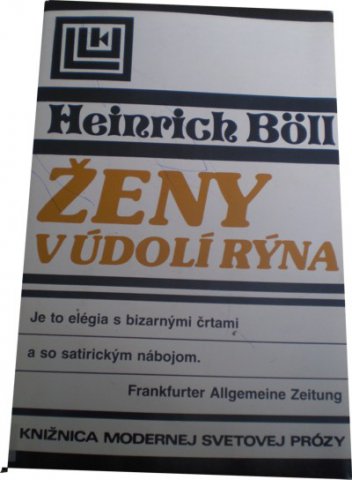 Heinrich Böll
ŽENY
V ÚDOLÍ RÝNA
Je to elégia s bizarnými črtami
a so satirickým nábojom.
Frankfurter Allgemeine Zeitung
KNIŽNICA MODERNEJ SVETOVEJ PRÓZY